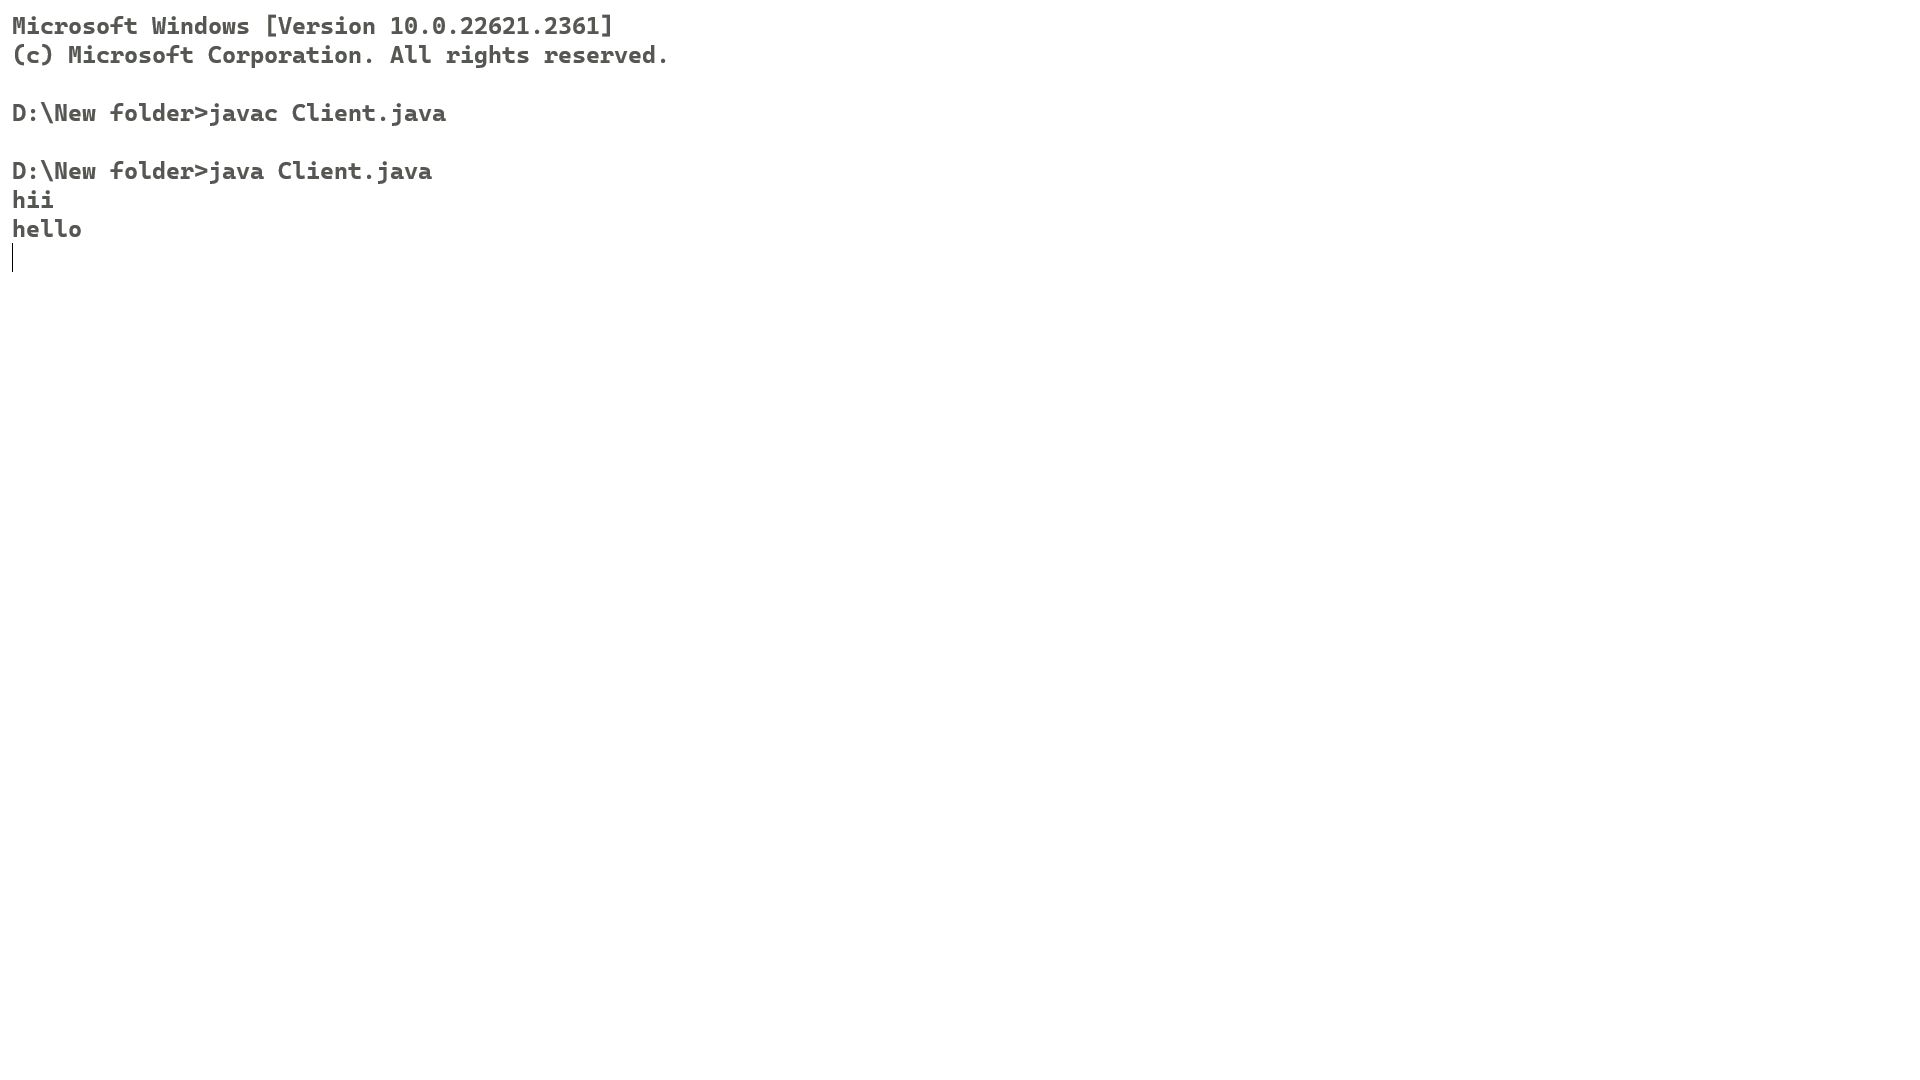 Microsoft Windows [Version 10.0.22621.2361]
(c) Microsoft Corporation. All rights reserved.
D:\New folder>javac Client.java
D:\New folder>java Client.java
hii
hello